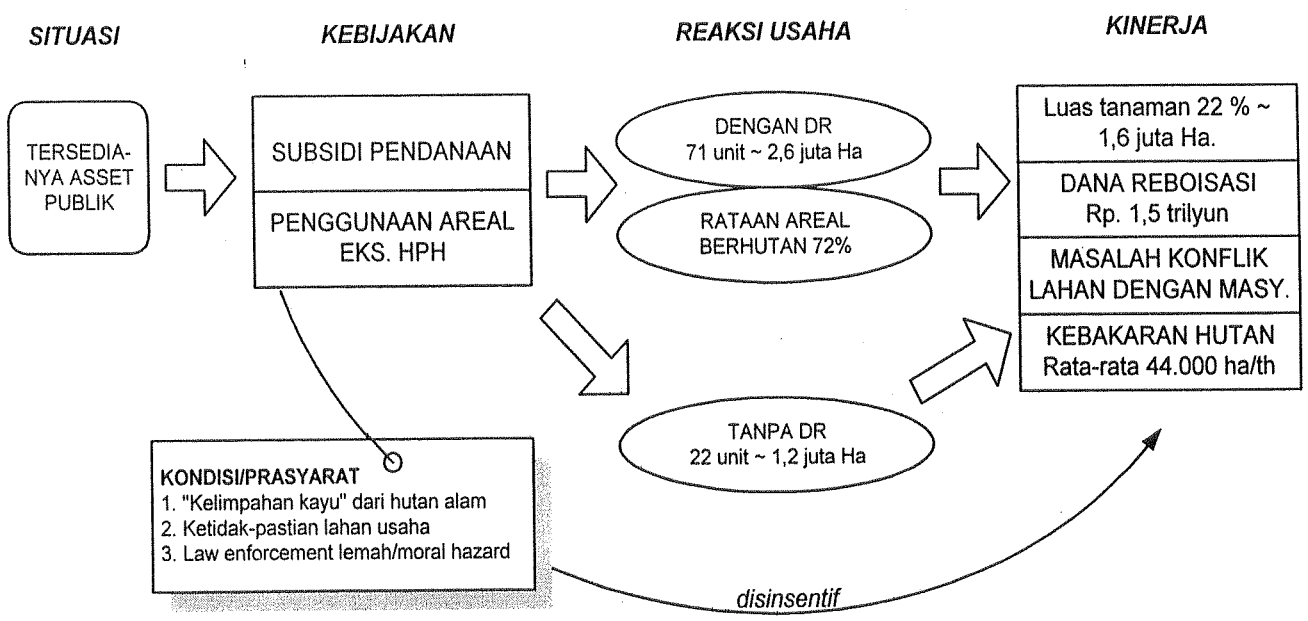 SITUASI
KEBIJAKAN
REAKSI USAHA
KINERJA
TERSEDIA-
NYA ASSET
PUBLIK
SUBSIDI PENDANAAN
PENGGUNAAN AREAL
EKS. HPH
DENGAN DR
71 unit ~ 2,6 juta Ha
RATAAN AREAL
BERHUTAN 72%
TANPA DR
22 unit ~ 1,2 juta Ha
Luas tanaman 22 % ~
1,6 juta Ha.
DANA REBOISASI
Rp. 1,5 trilyun
MASALAH KONFLIK
LAHAN DENGAN MASY.
KEBAKARAN HUTAN
Rata-rata 44.000 ha/th
KONDISI/PRASYARAT
1. "Kelimpahan kayu" dari hutan alam
2. Ketidak-pastian lahan usaha
3. Law enforcement lemah/moral hazard
disinsentif